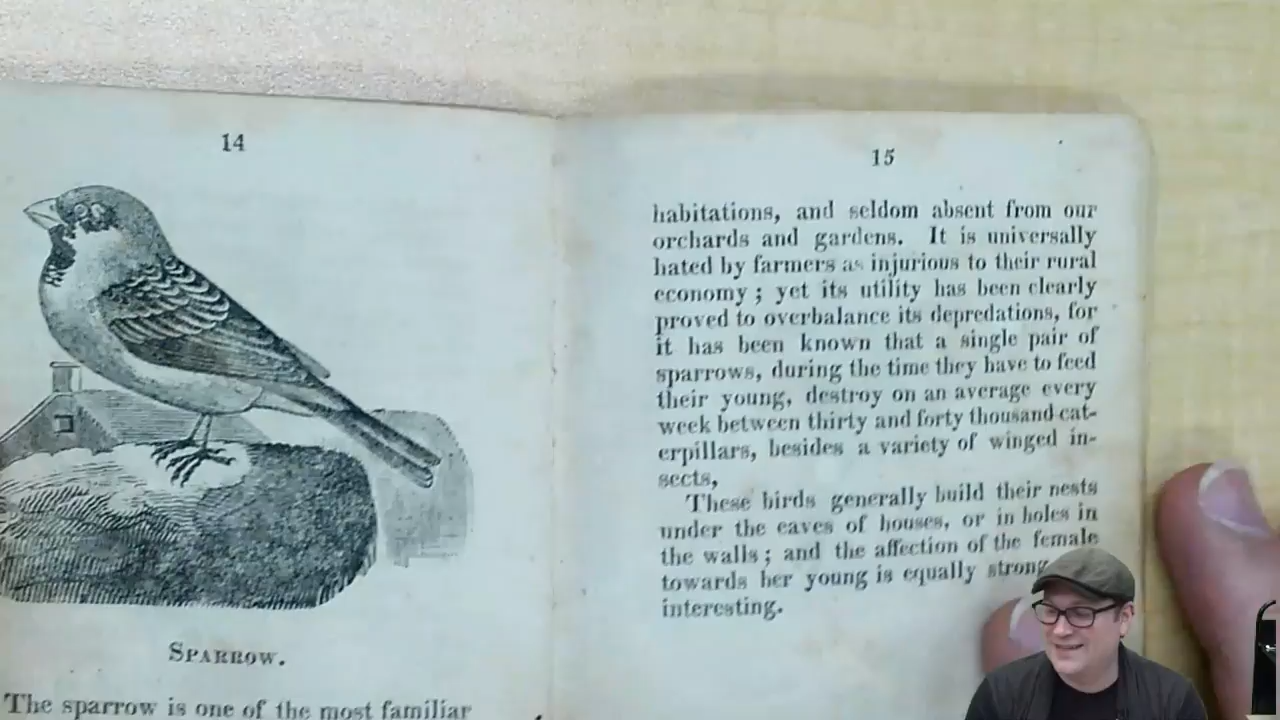 14
SPARROW.
The sparrow is one of the most familiar
15
habitations, and seldom absent from our
orchards and gardens. It is universally
hated by farmers as injurious to their rural
economy; yet its utility has been clearly
proved to overbalance its depredations, for
it has been known that a single pair of
sparrows, during the time they have to feed
their young, destroy on an average every
week between thirty and forty thousand cat-
erpillars, besides a variety of winged in-
sects,
These birds generally build their nests
under the eaves of houses, or in holes in
the walls; and the affection of the female
towards her young is equally strong
interesting.